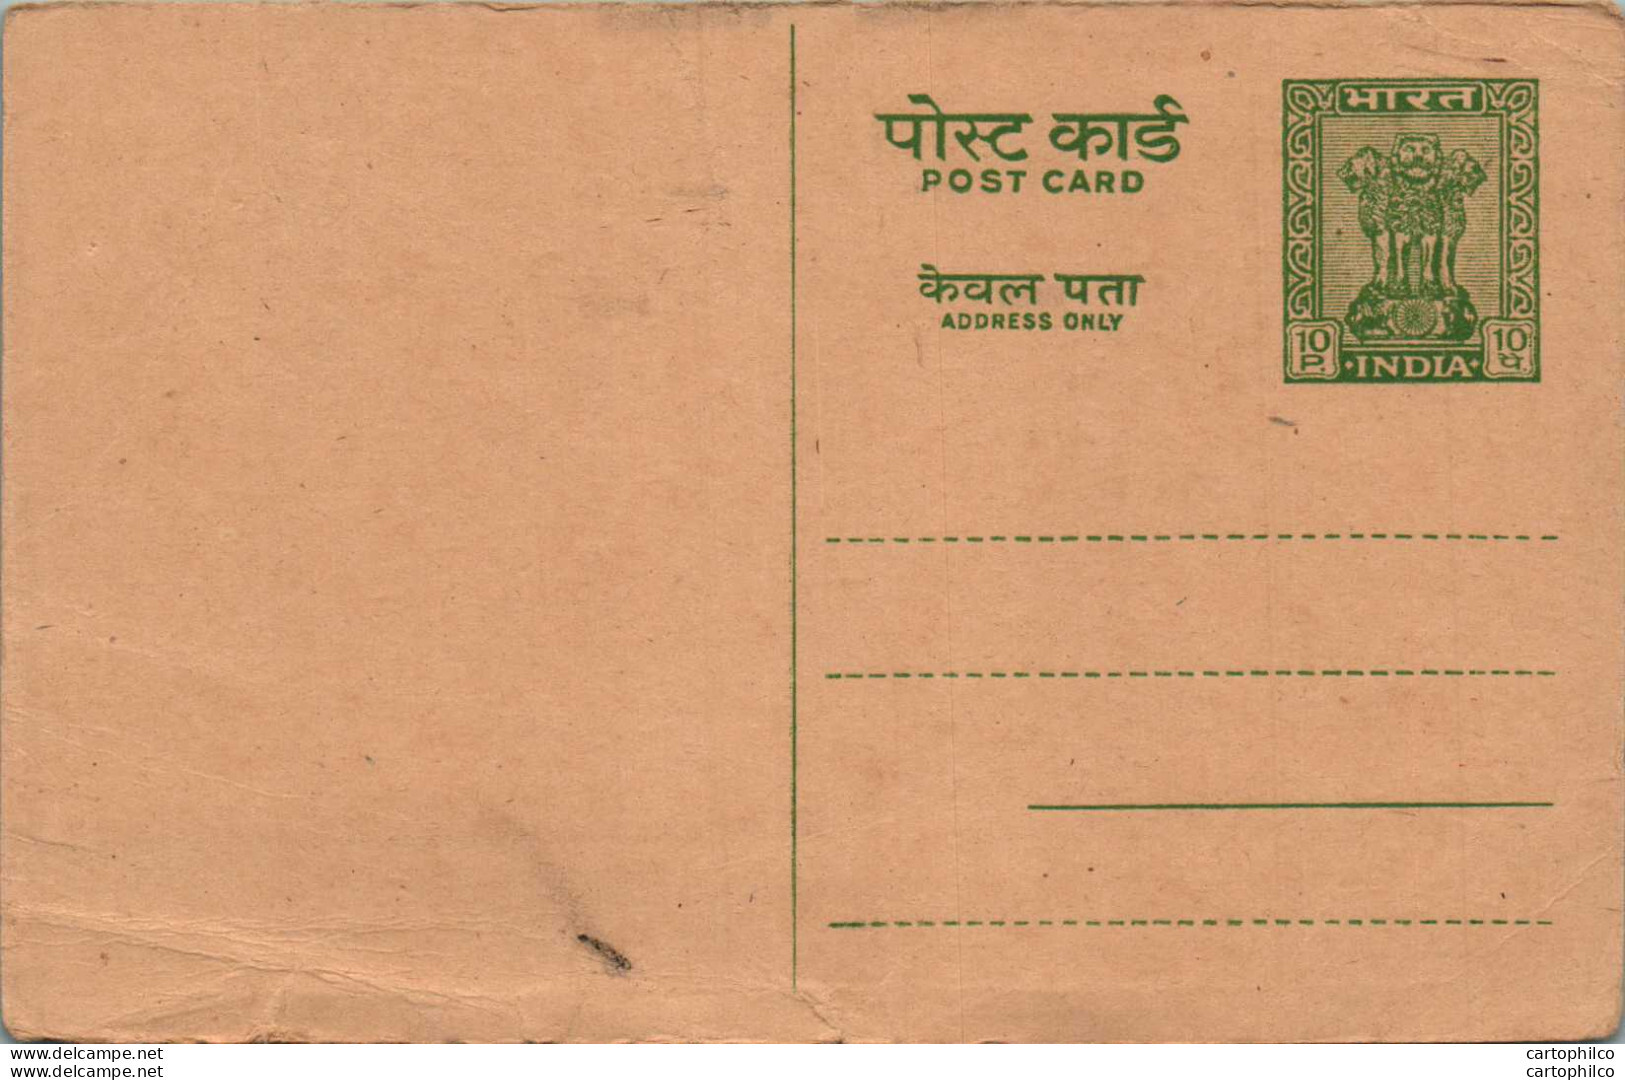 पोस्ट कार्ड
POST CARD
केवल पता
ADDRESS ONLY
भारत
10 P.
·INDIA·
10 पै.
www.delcampe.net
www.delcampe.net
cartophilco
cartophilco